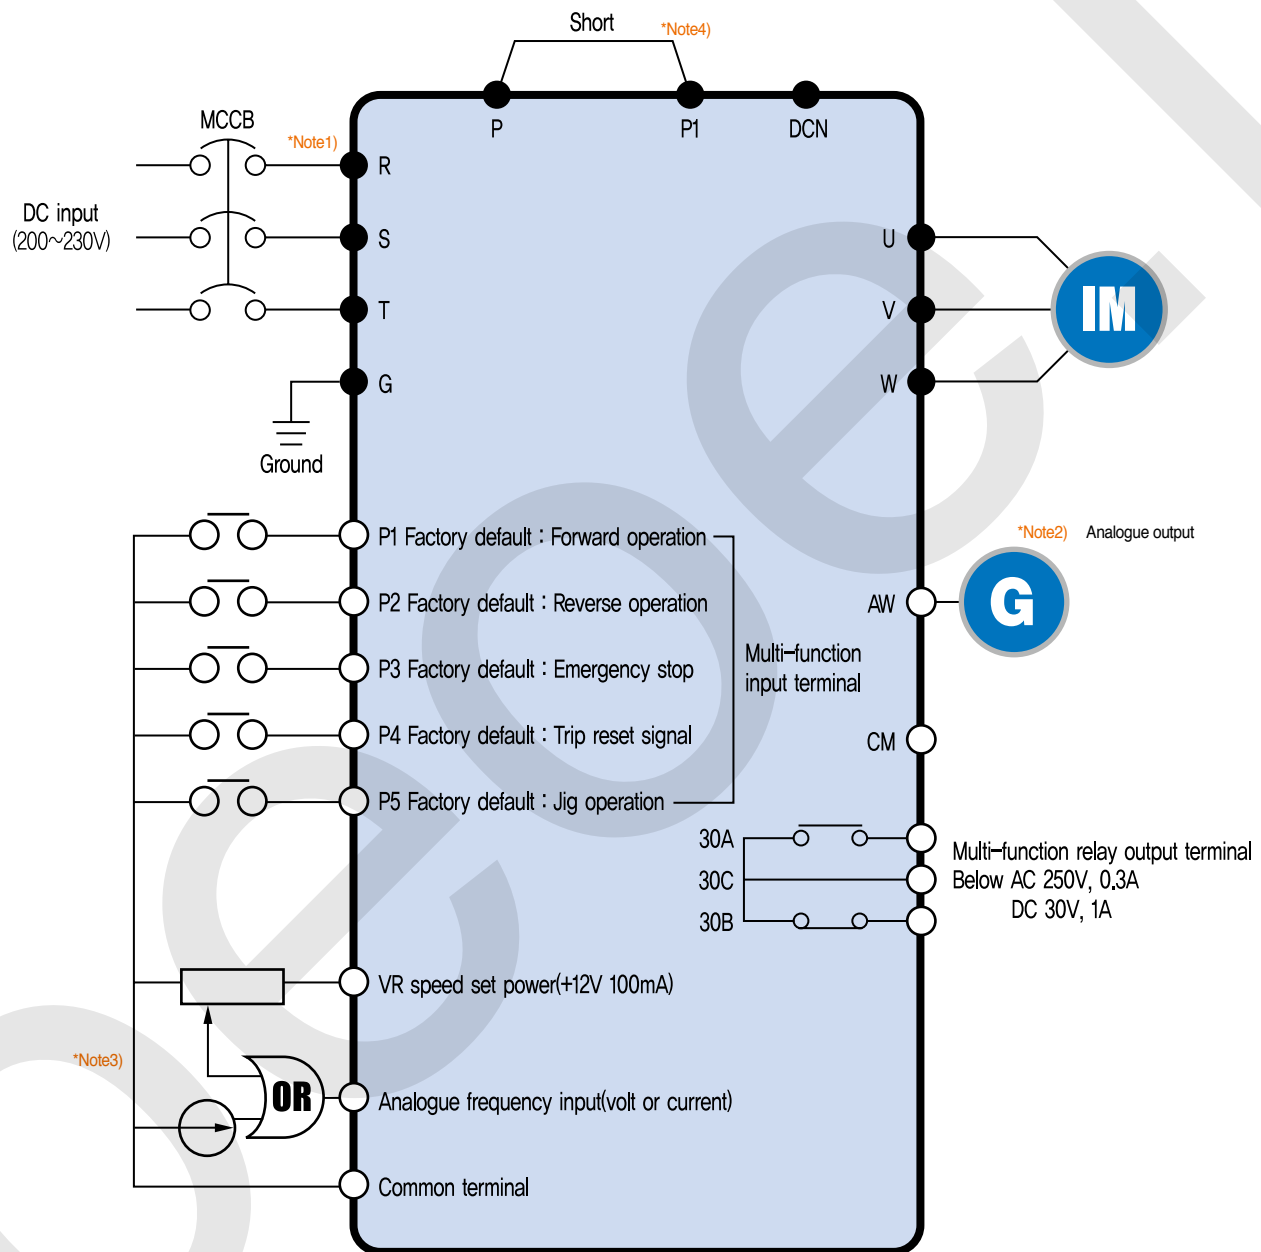 Short
*Note4)
P
P1
DCN
MCCB
*Note1)
R
DC input
(200~230V)
S
T
G
Ground
U
V
W
IM
P1 Factory default : Forward operation
P2 Factory default : Reverse operation
P3 Factory default : Emergency stop
P4 Factory default : Trip reset signal
P5 Factory default : Jig operation
Multi-function
input terminal
*Note2) Analogue output
AW
G
CM
30A
30C
30B
Multi-function relay output terminal
Below AC 250V, 0.3A
DC 30V, 1A
VR speed set power(+12V 100mA)
*Note3)
OR
Analogue frequency input(volt or current)
Common terminal